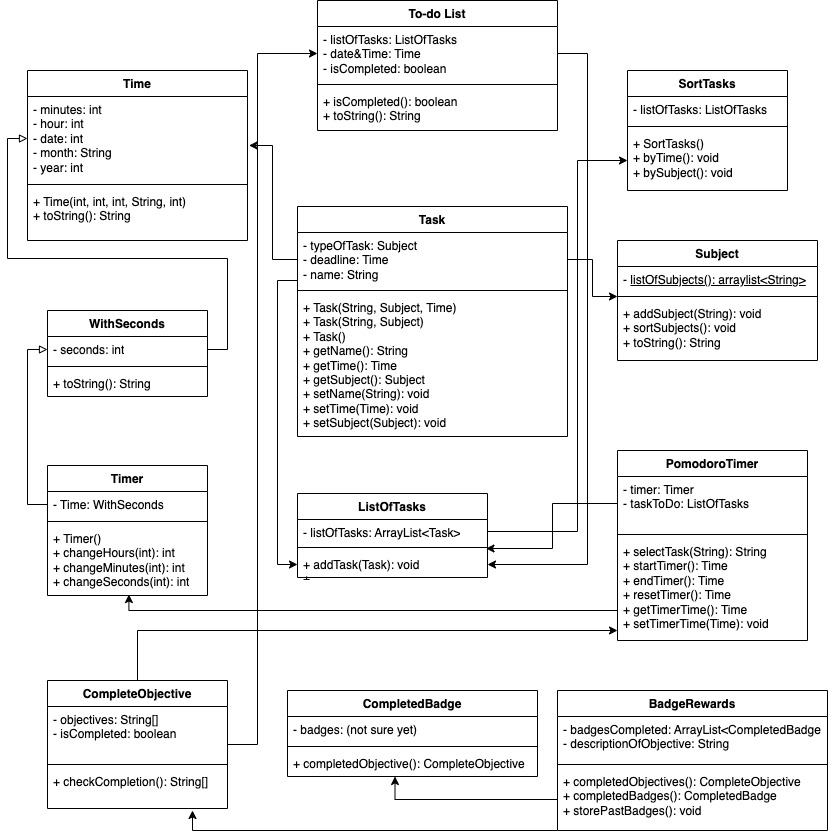 To-do List
- listOfTasks: ListOfTasks
- date&Time: Time
- isCompleted: boolean
+ isCompleted(): boolean
+ toString(): String
Time
- minutes: int
- hour: int
- date: int
- month: String
- year: int
+ Time(int, int, int, String, int)
+ toString(): String
SortTasks
- listOfTasks: ListOfTasks
+ SortTasks()
+ byTime(): void
+ bySubject(): void
Task
- typeOfTask: Subject
- deadline: Time
- name: String
+ Task(String, Subject, Time)
+ Task(String, Subject)
+ Task()
+ getName(): String
+ getTime(): Time
+ getSubject(): Subject
+ setName(String): void
+ setTime(Time): void
+ setSubject(Subject): void
Subject
- listOfSubjects(): arraylist<String>
+ addSubject(String): void
+ sortSubjects(): void
+ toString(): String
WithSeconds
- seconds: int
+ toString(): String
Timer
- Time: WithSeconds
+ Timer()
+ changeHours(int): int
+ changeMinutes(int): int
+ changeSeconds(int): int
ListOfTasks
- listOfTasks: ArrayList<Task>
+ addTask(Task): void
PomodoroTimer
- timer: Timer
- taskToDo: ListOfTasks
+ selectTask(String): String
+ startTimer(): Time
+ endTimer(): Time
+ resetTimer(): Time
+ getTimerTime(): Time
+ setTimerTime(Time): void
CompleteObjective
- objectives: String[]
- isCompleted: boolean
+ checkCompletion(): String[]
CompletedBadge
- badges: (not sure yet)
+ completedObjective(): CompleteObjective
BadgeRewards
- badgesCompleted: ArrayList<CompletedBadge
- descriptionOfObjective: String
+ completedObjectives(): CompleteObjective
+ completedBadges(): CompletedBadge
+ storePastBadges(): void